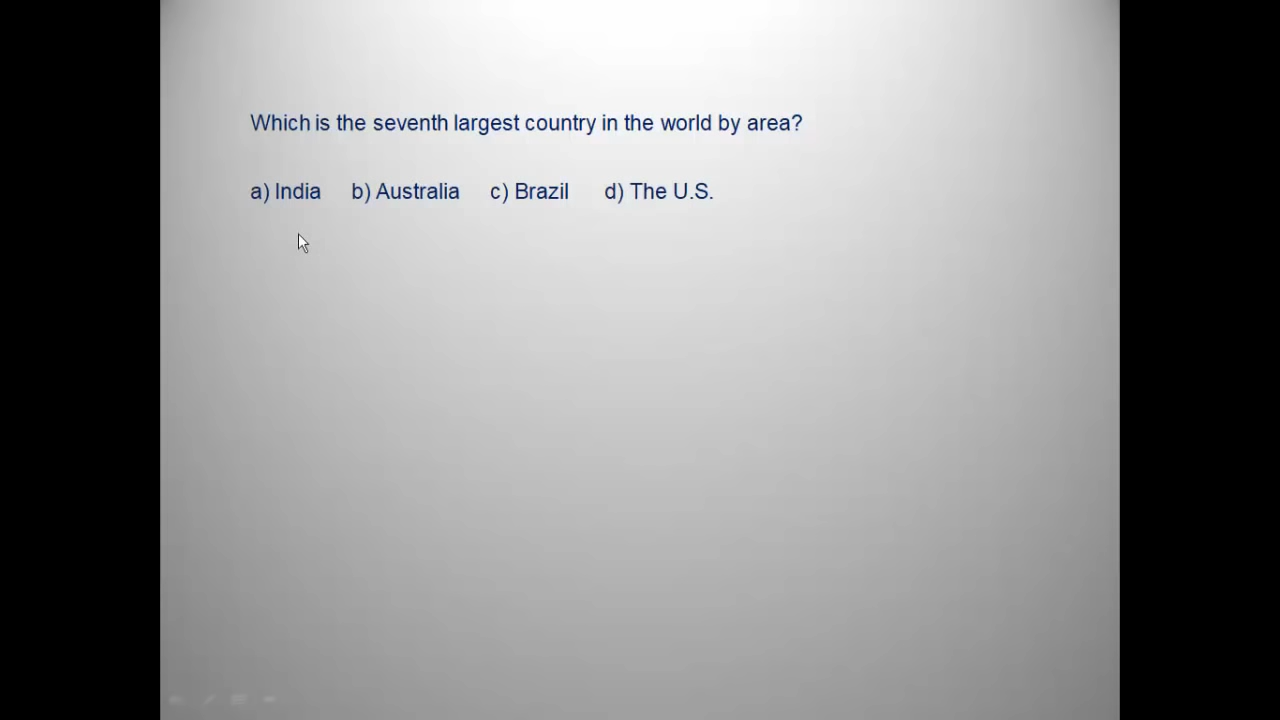 Which is the seventh largest country in the world by area?
a) India b) Australia c) Brazil d) The U.S.